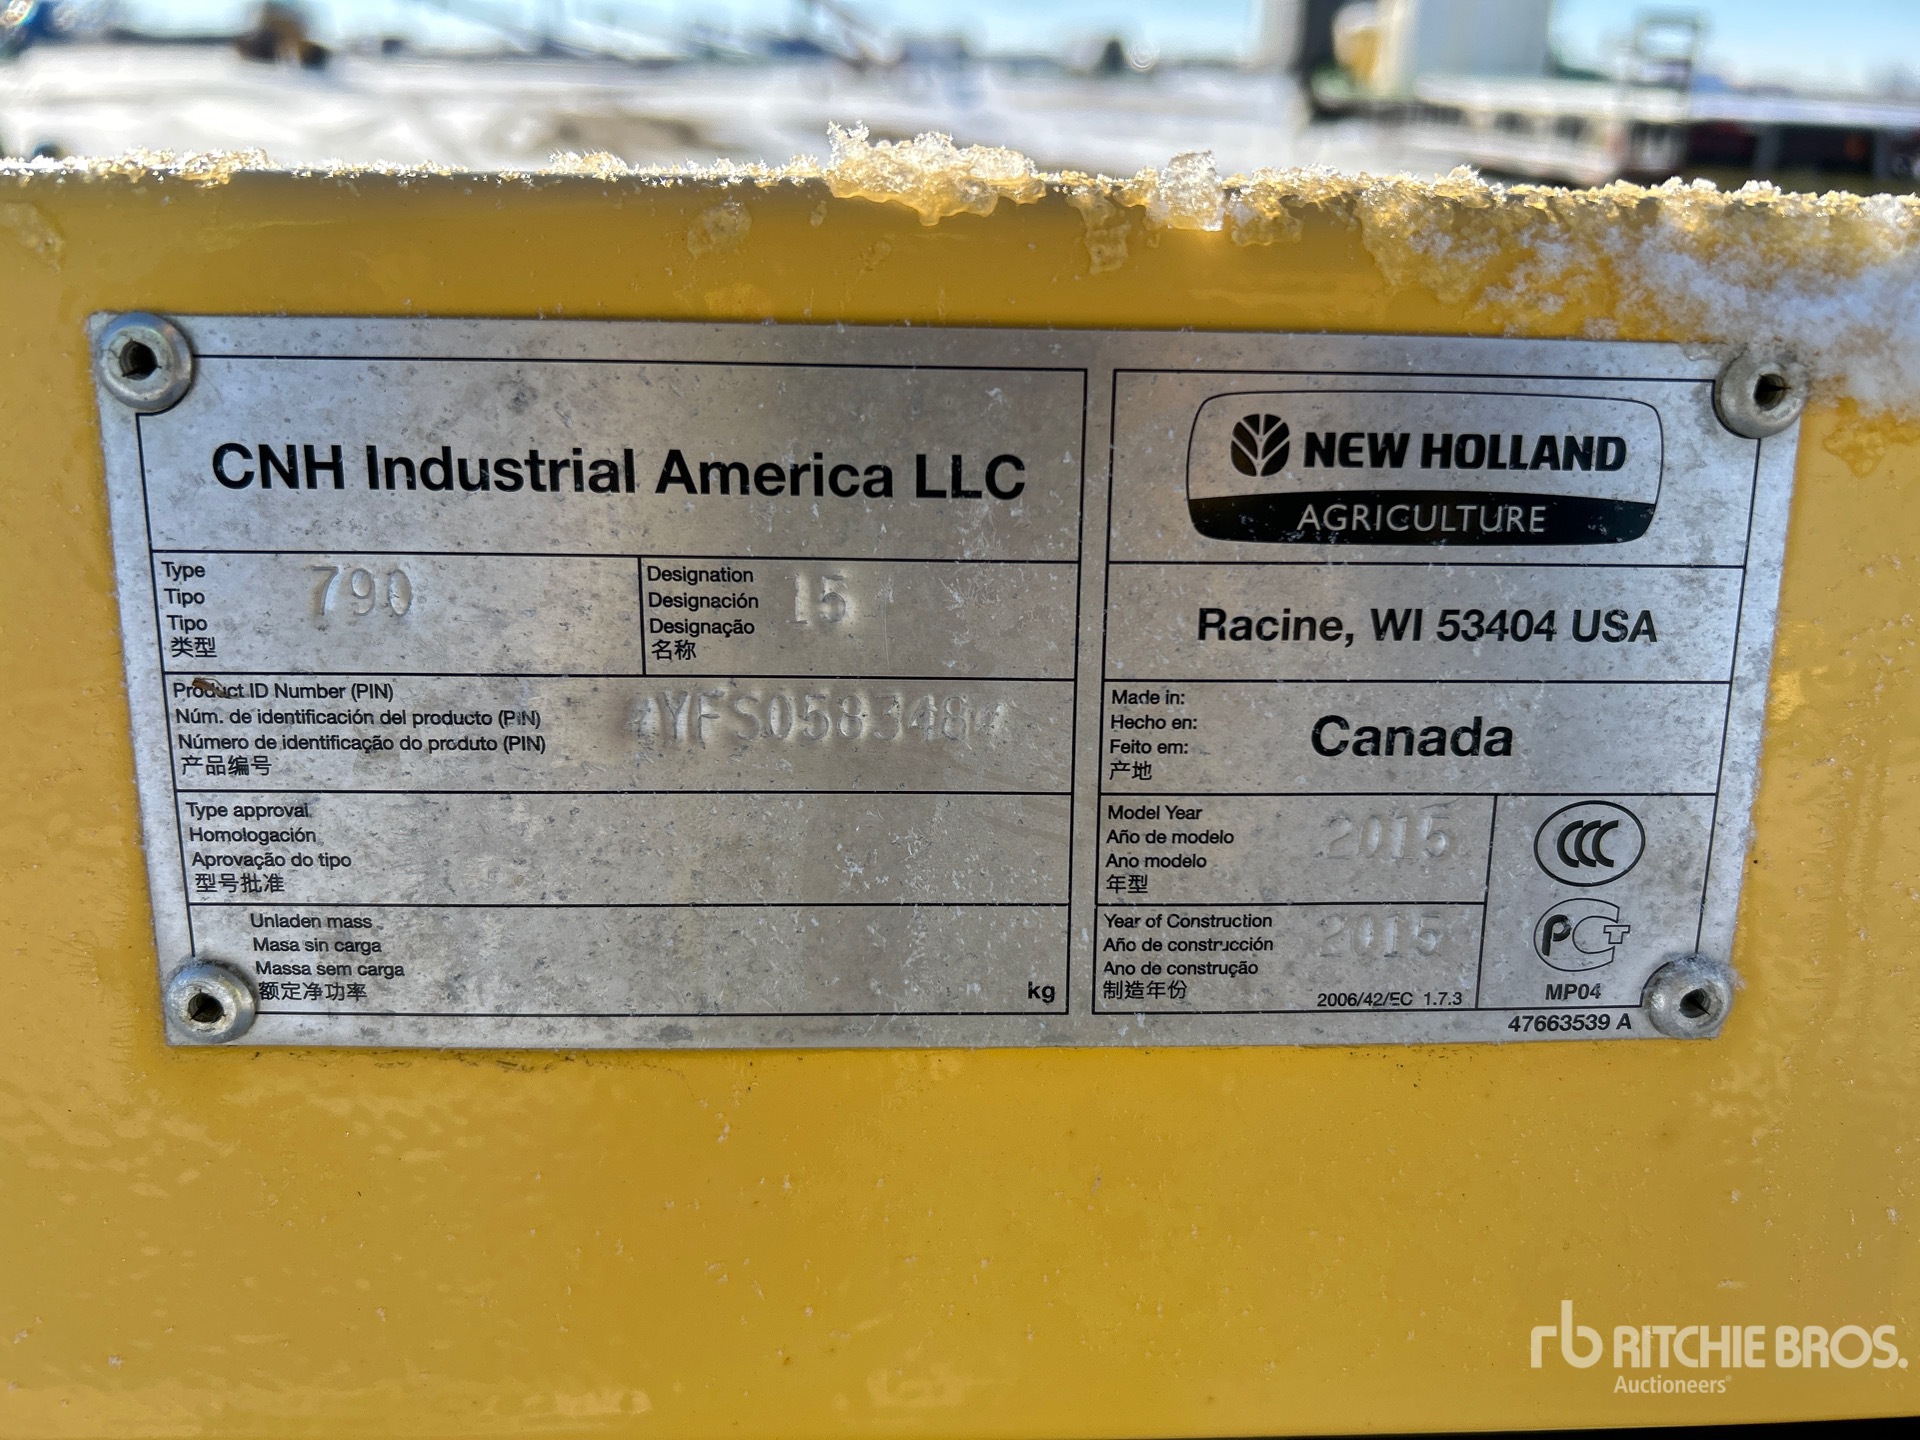 CNH Industrial America LLC
Type
Tipo
Tipo
类型
790
Designation
Designación
Designação
名称
15
Product ID Number (PIN)
Núm. de identificación del producto (PIN)
Número de identificação do produto (PIN)
产品编号
YFS058348
Type approval
Homologación
Aprovação do tipo
型号批准
Unladen mass
Masa sin carga
Massa sem carga
额定净功率
kg
NEW HOLLAND
AGRICULTURE
Racine, WI 53404 USA
Made in:
Hecho en:
Feito em:
产地
Canada
Model Year
Año de modelo
Ano modelo
年型
2015
Year of Construction
Año de construcción
Ano de construção
制造年份
2015
2006/42/EC 1.7.3
CCC
PCT
MP04
47663539 A
rb RITCHIE BROS.
Auctioneers